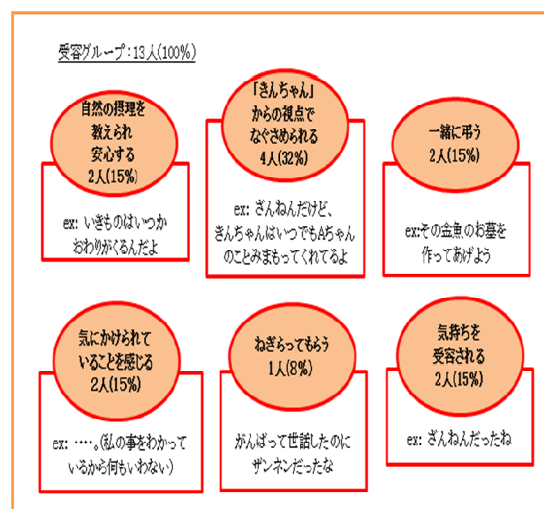 受容グループ:13人(100%)
自然の摂理を
教えられ
安心する
2人(15%)
ex: いきものはいつか
おわりがくるんだよ
「きんちゃん」
からの視点で
なぐさめられる
4人(32%)
ex: ざんねんだけど、
きんちゃんはいつでもAちゃん
のことみまもってくれてるよ
一緒に弔う
2人(15%)
ex:その金魚のお墓を
作ってあげよう
気にかけられて
いることを感じる
2人(15%)
ex: ‥‥。(私の事をわかって
いるから何もいわない)
ねぎらってもらう
1人(8%)
がんばって世話したのに
ザンネンだったな
気持ちを
受容される
2人(15%)
ex: ざんねんだったね